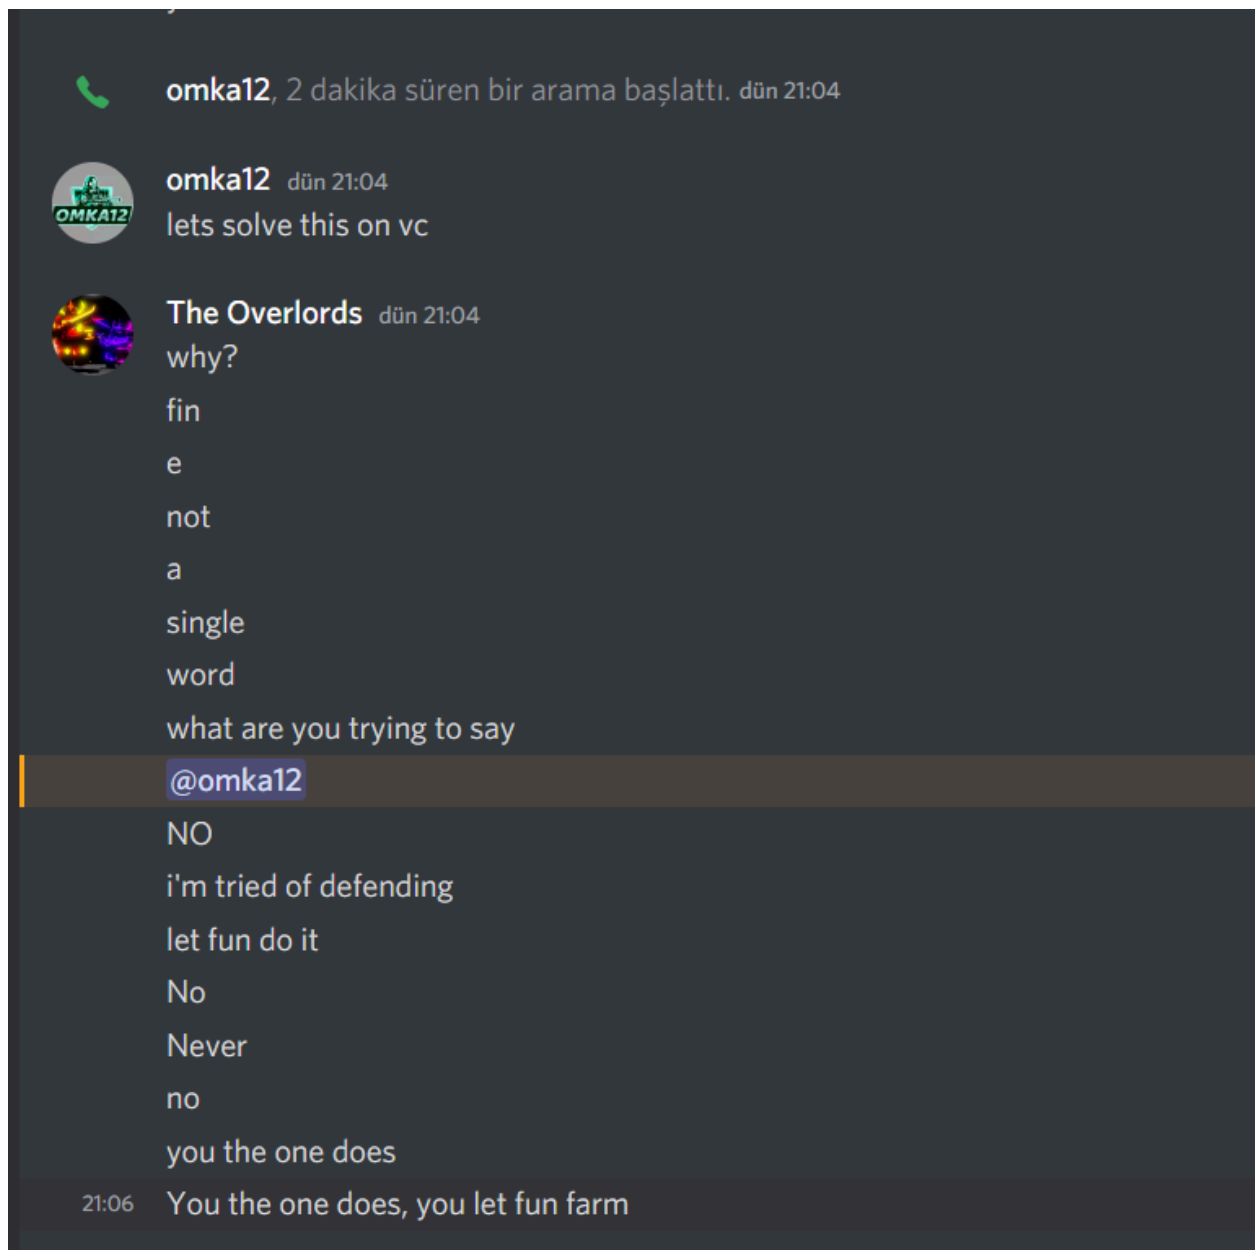 omka12, 2 dakika süren bir arama başlattı. dün 21:04
omka12 dün 21:04
OMKA12
lets solve this on vc
The Overlords dün 21:04
why?
fin
e
not
a
single
word
what are you trying to say
@omka12
NO
i'm tried of defending
let fun do it
No
Never
no
you the one does
21:06 You the one does, you let fun farm